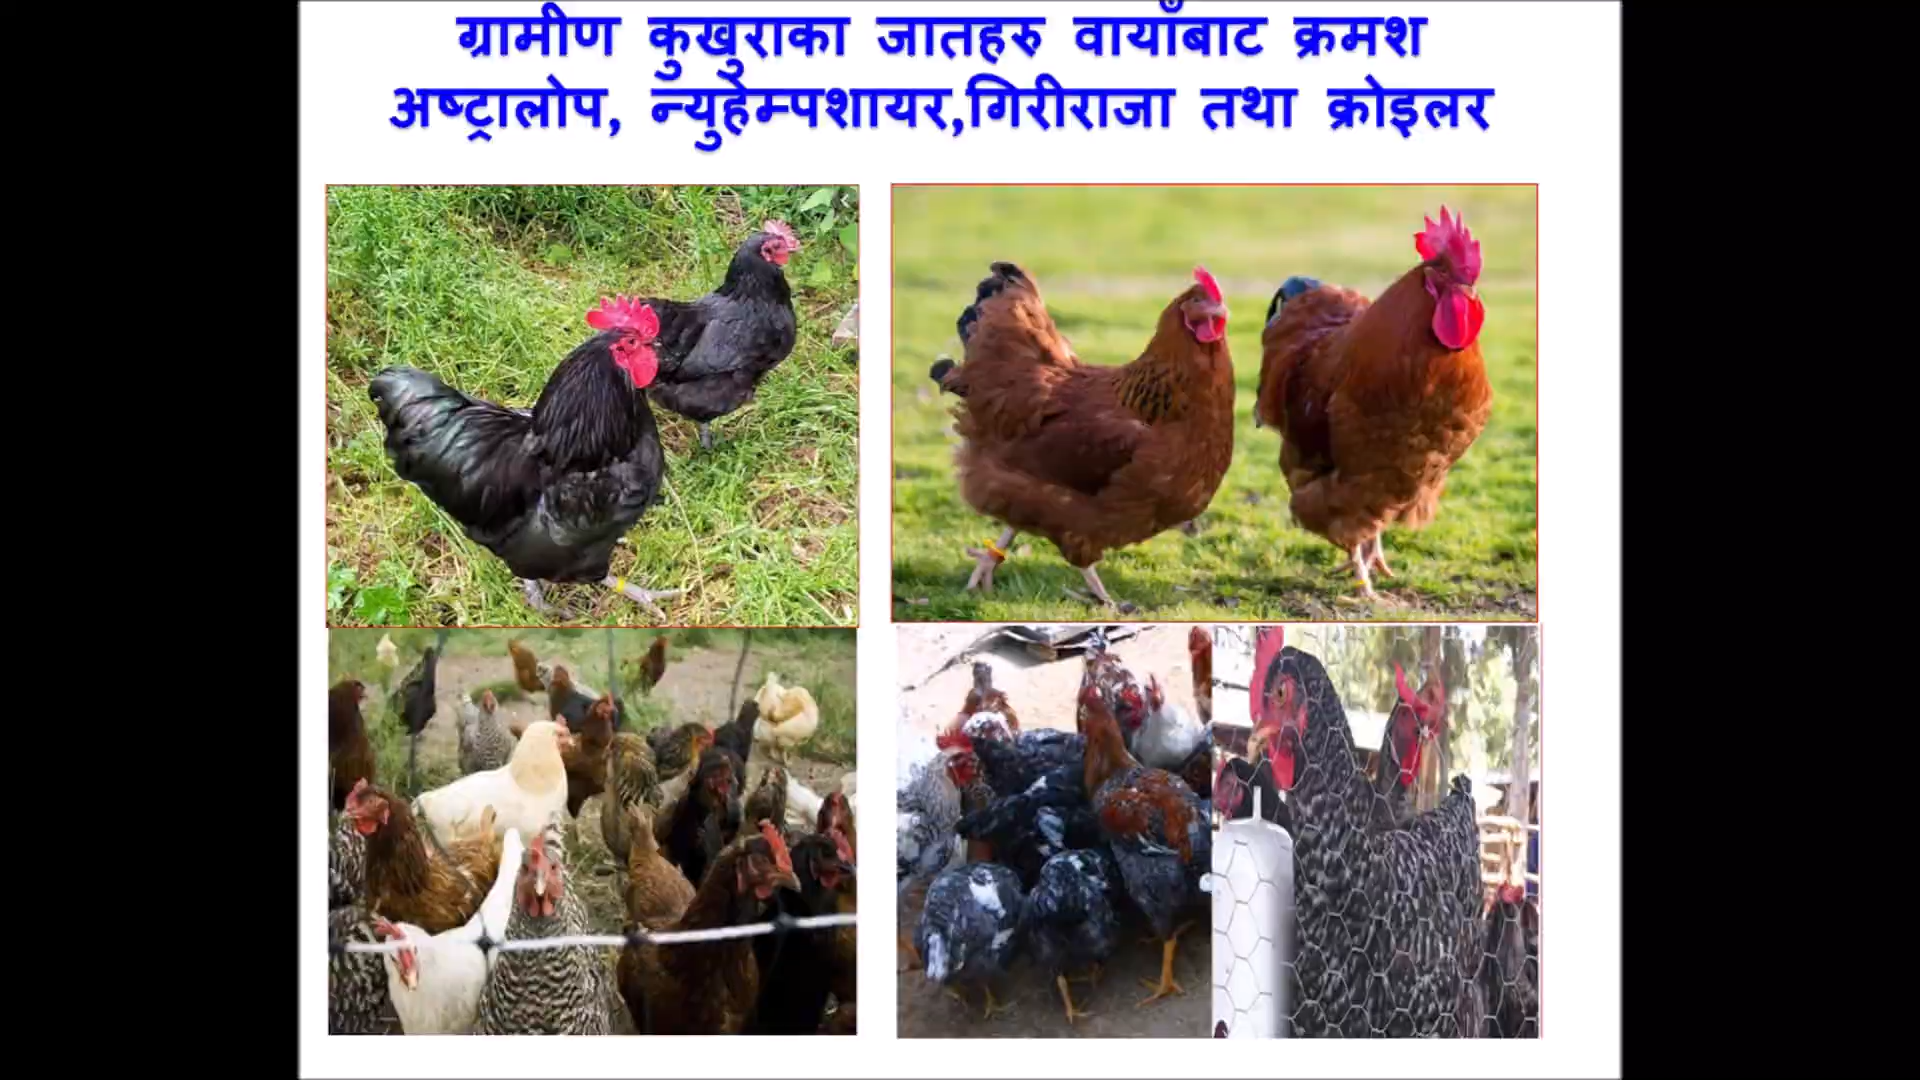 ग्रामीण कुखुराका जातहरु वायाँबाट क्रमश
अष्ट्रालोप, न्युहेम्पशायर,गिरीराजा तथा क्रोइलर